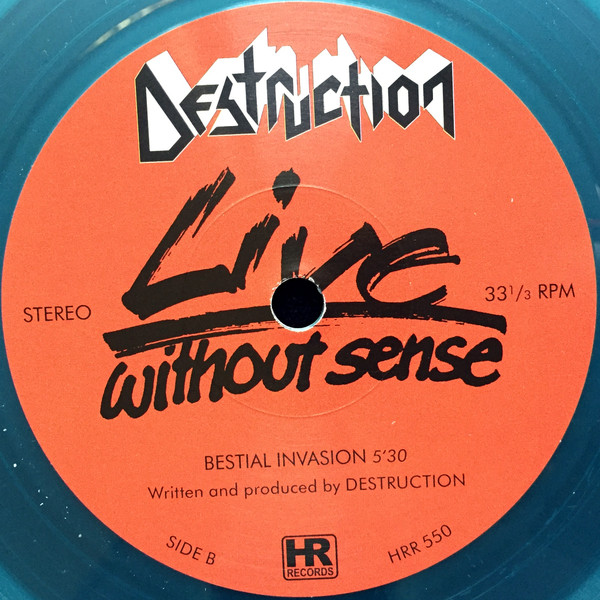 DESTRUCTION
Live
without sense
STEREO
33 1/3 RPM
BESTIAL INVASION 5'30
Written and produced by DESTRUCTION
SIDE B
HR
RECORDS
HRR 550